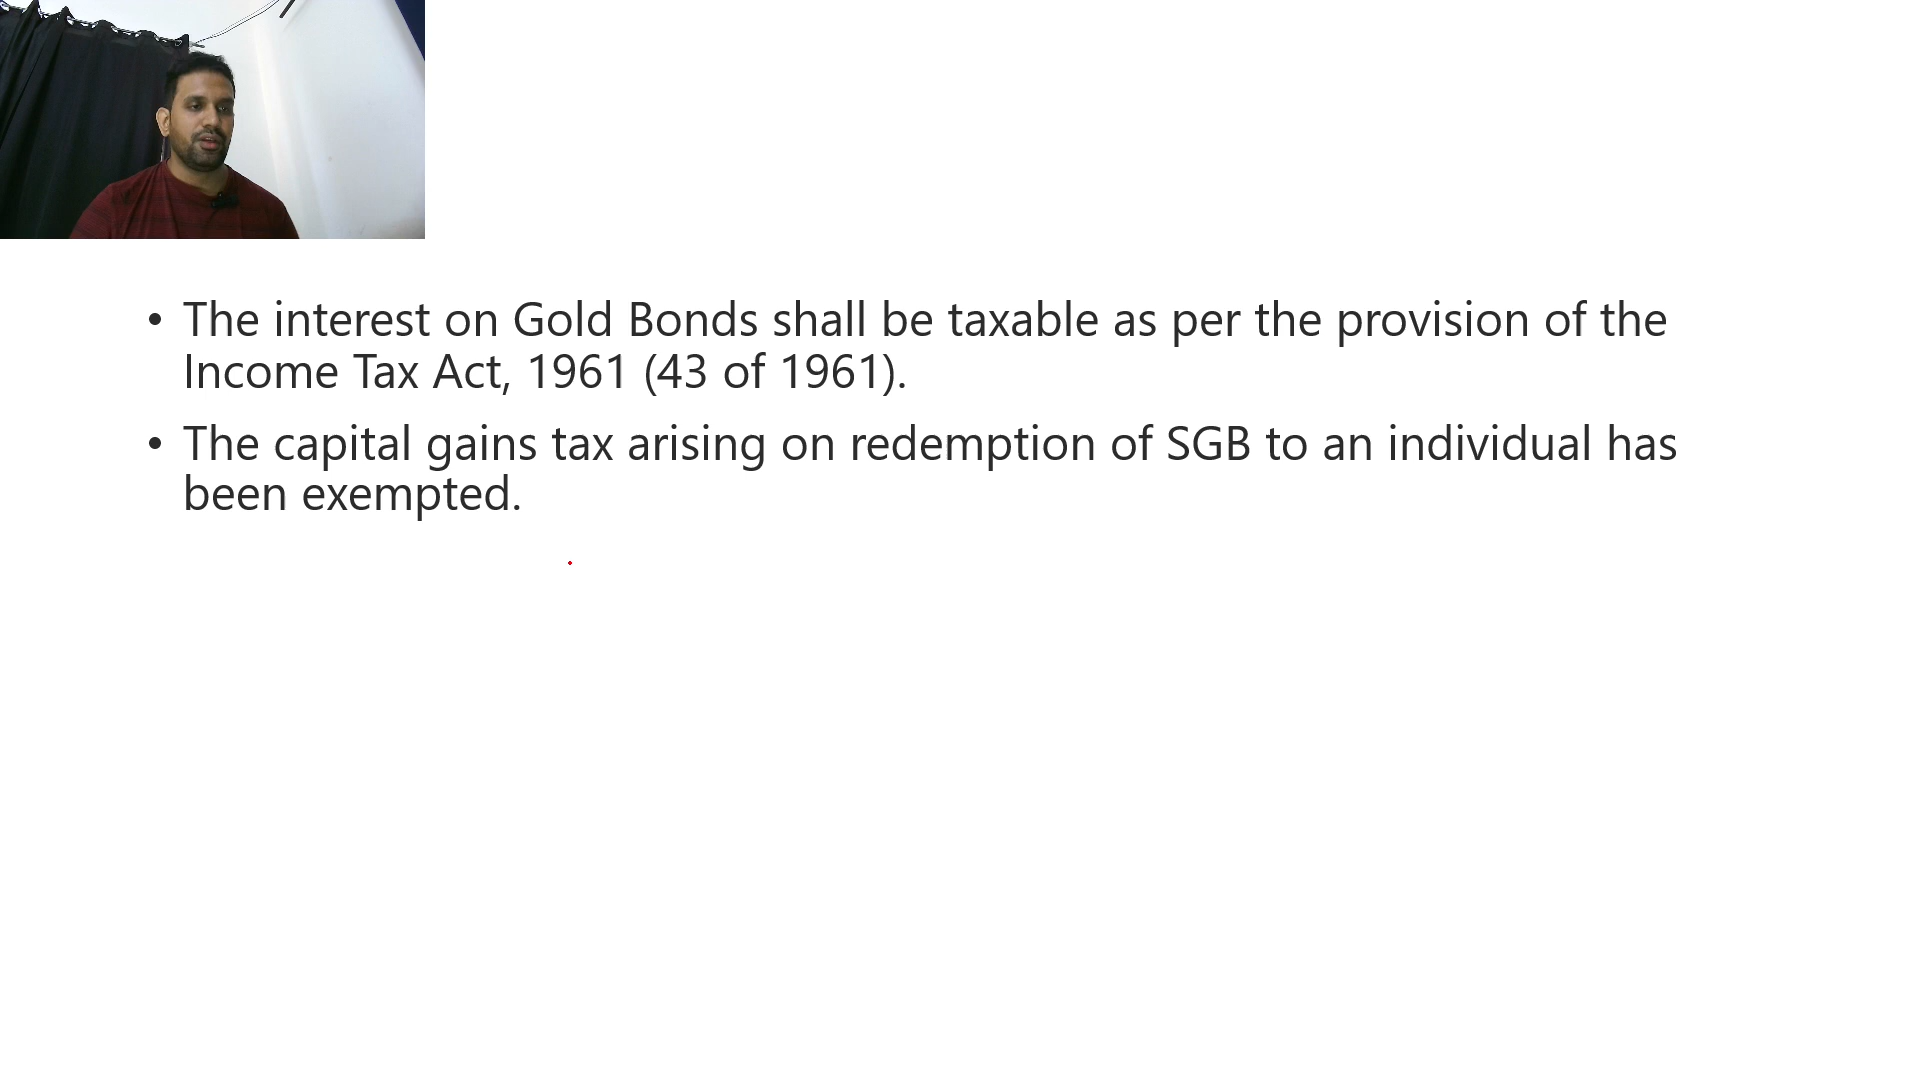 • The interest on Gold Bonds shall be taxable as per the provision of the
Income Tax Act, 1961 (43 of 1961).
• The capital gains tax arising on redemption of SGB to an individual has
been exempted.